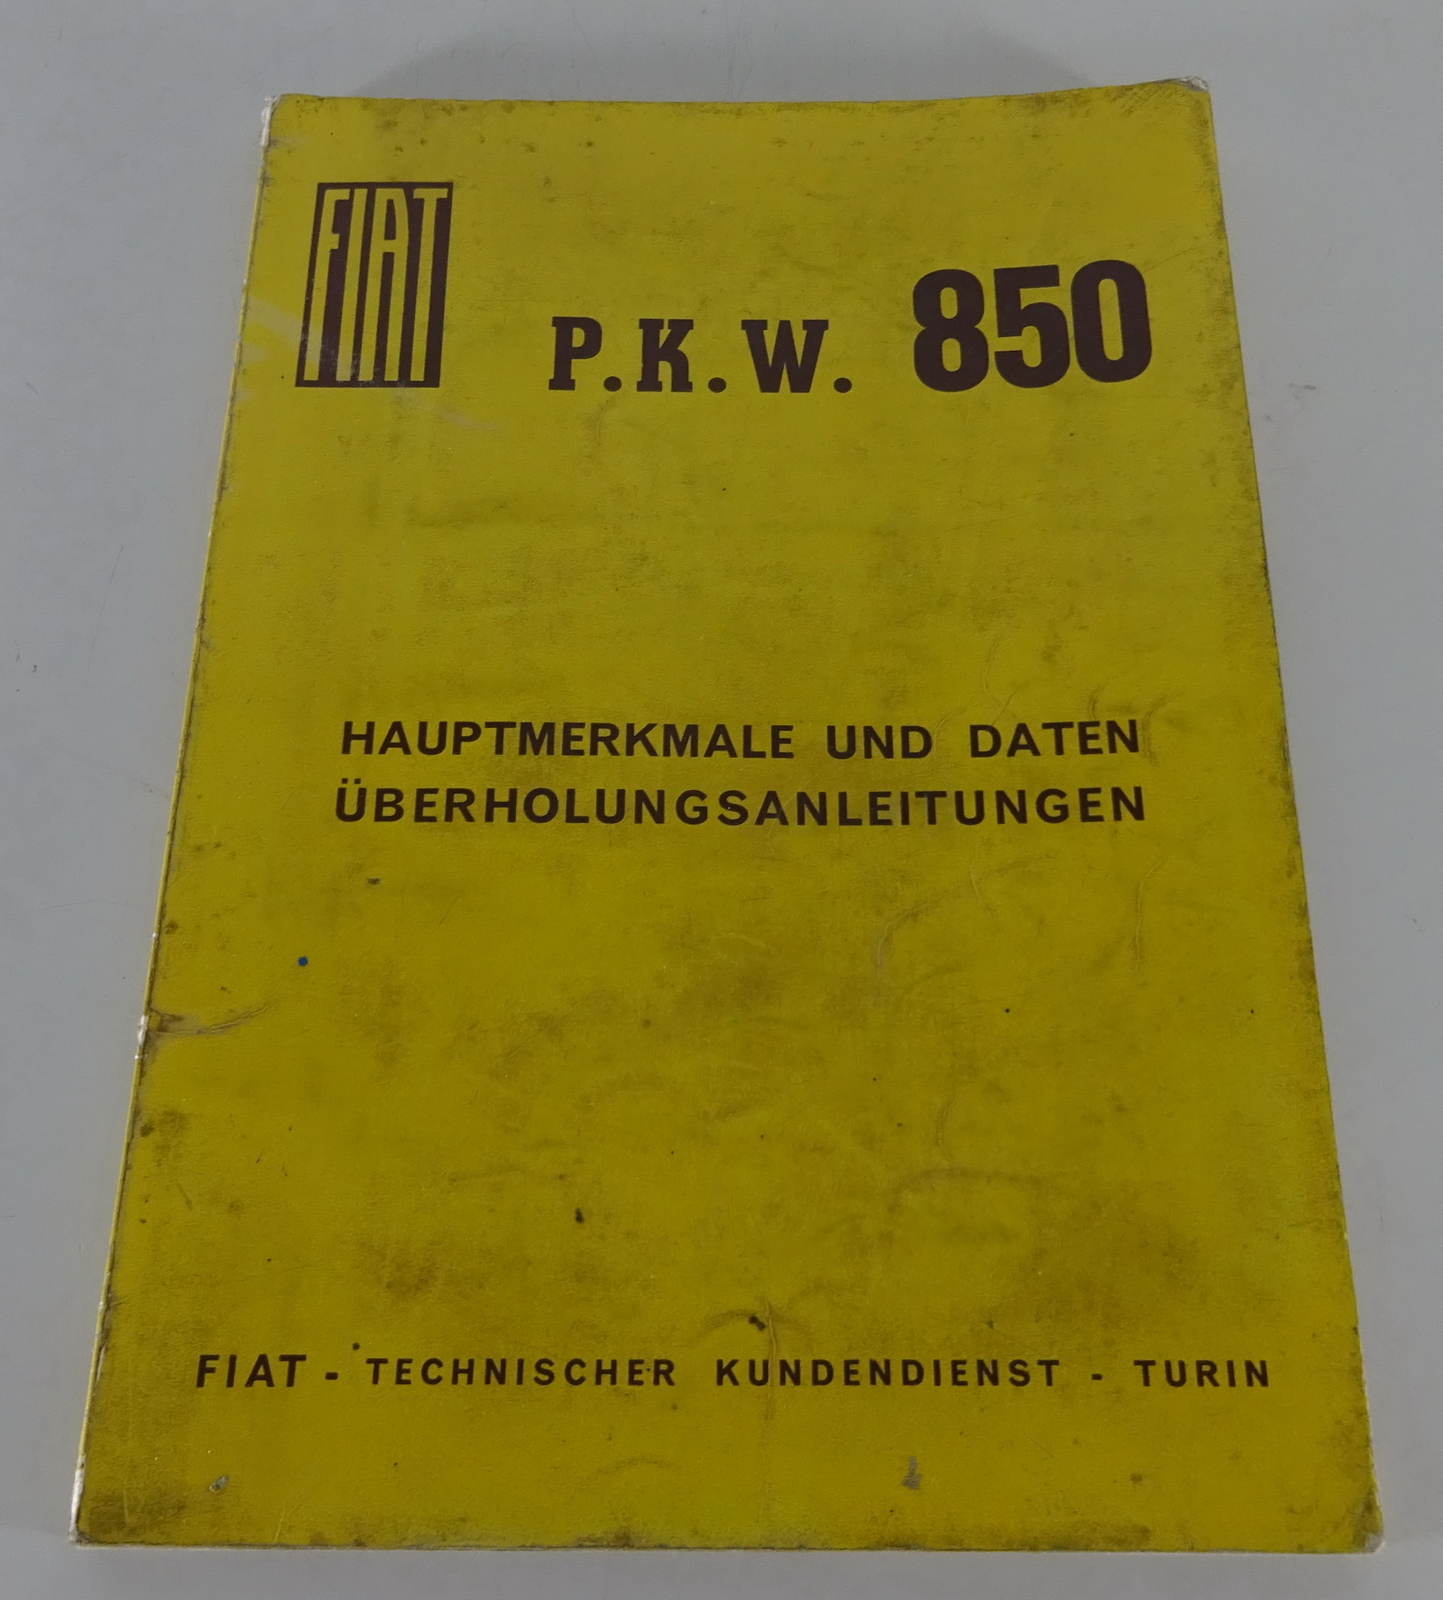 FIAT
P.K.W. 850
HAUPTMERKMALE UND DATEN
ÜBERHOLUNGSANLEITUNGEN
FIAT - TECHNISCHER KUNDENDIENST - TURIN